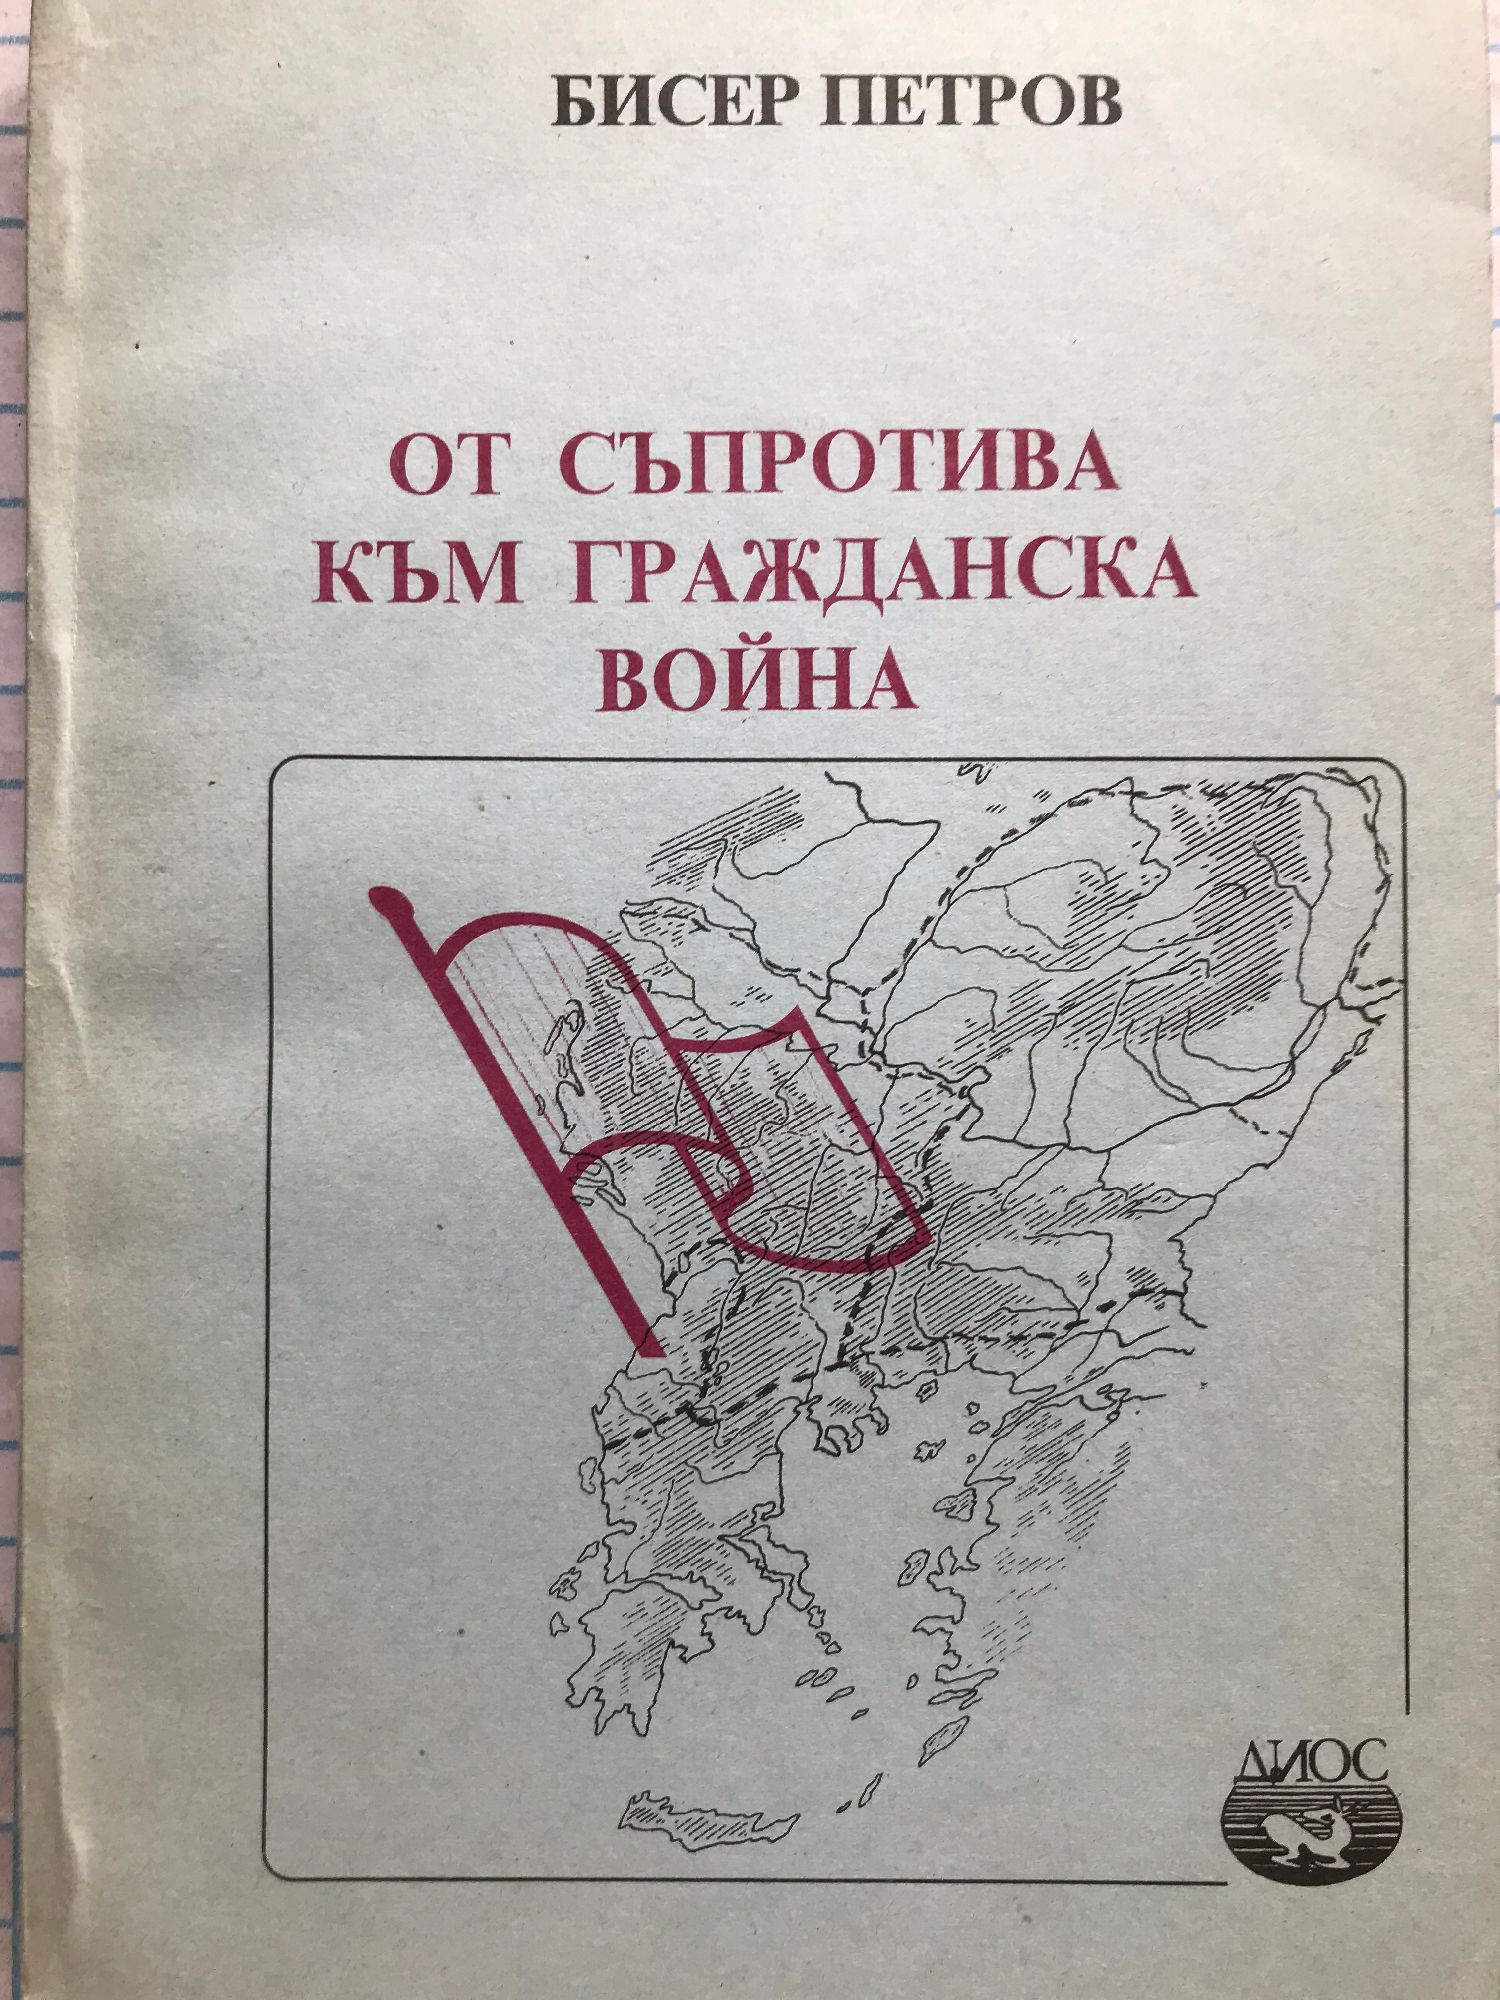 БИСЕР ПЕТРОВ
ОТ СЪПРОТИВА
КЪМ ГРАЖДАНСКА
ВОЙНА
ДИОС